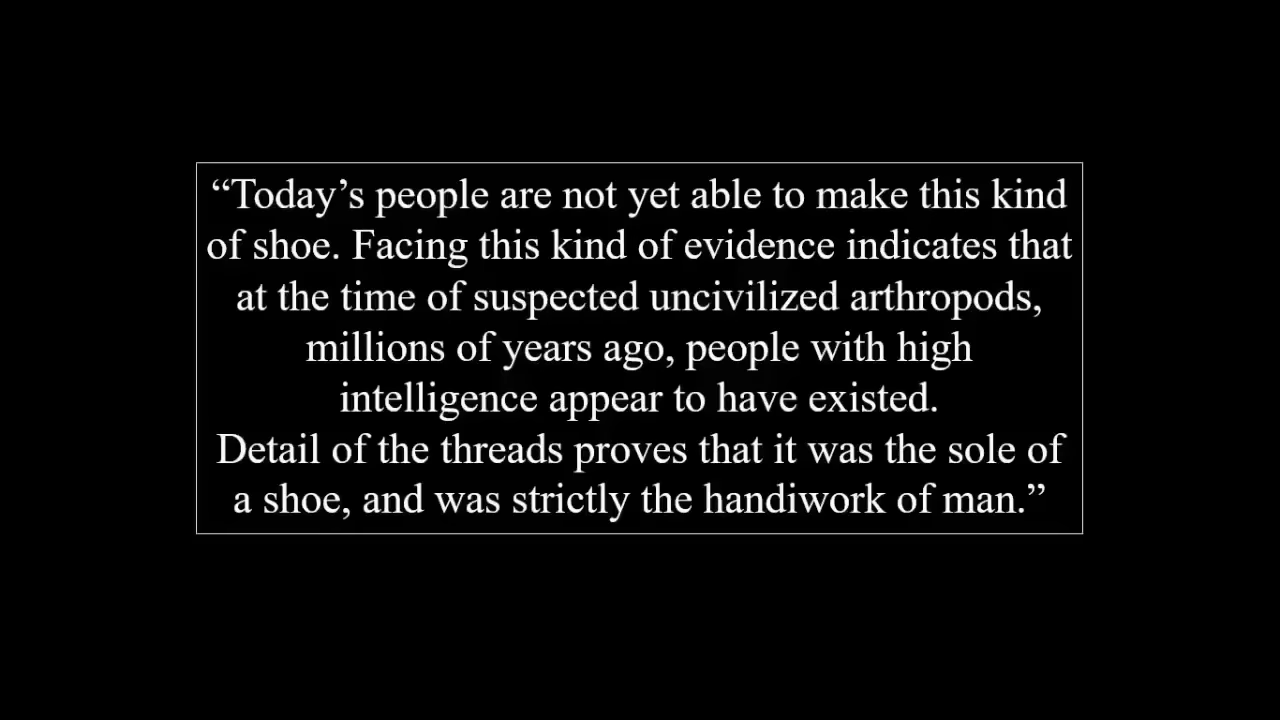 “Today’s people are not yet able to make this kind
of shoe. Facing this kind of evidence indicates that
at the time of suspected uncivilized arthropods,
millions of years ago, people with high
intelligence appear to have existed.
Detail of the threads proves that it was the sole of
a shoe, and was strictly the handiwork of man.”